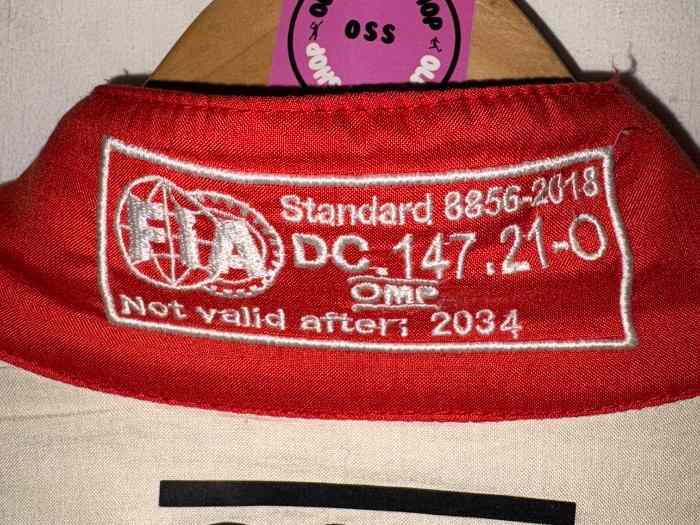 OSS
FIA
Standard 8856-2018
DC.147.21-O
OMP
Not valid after: 2034